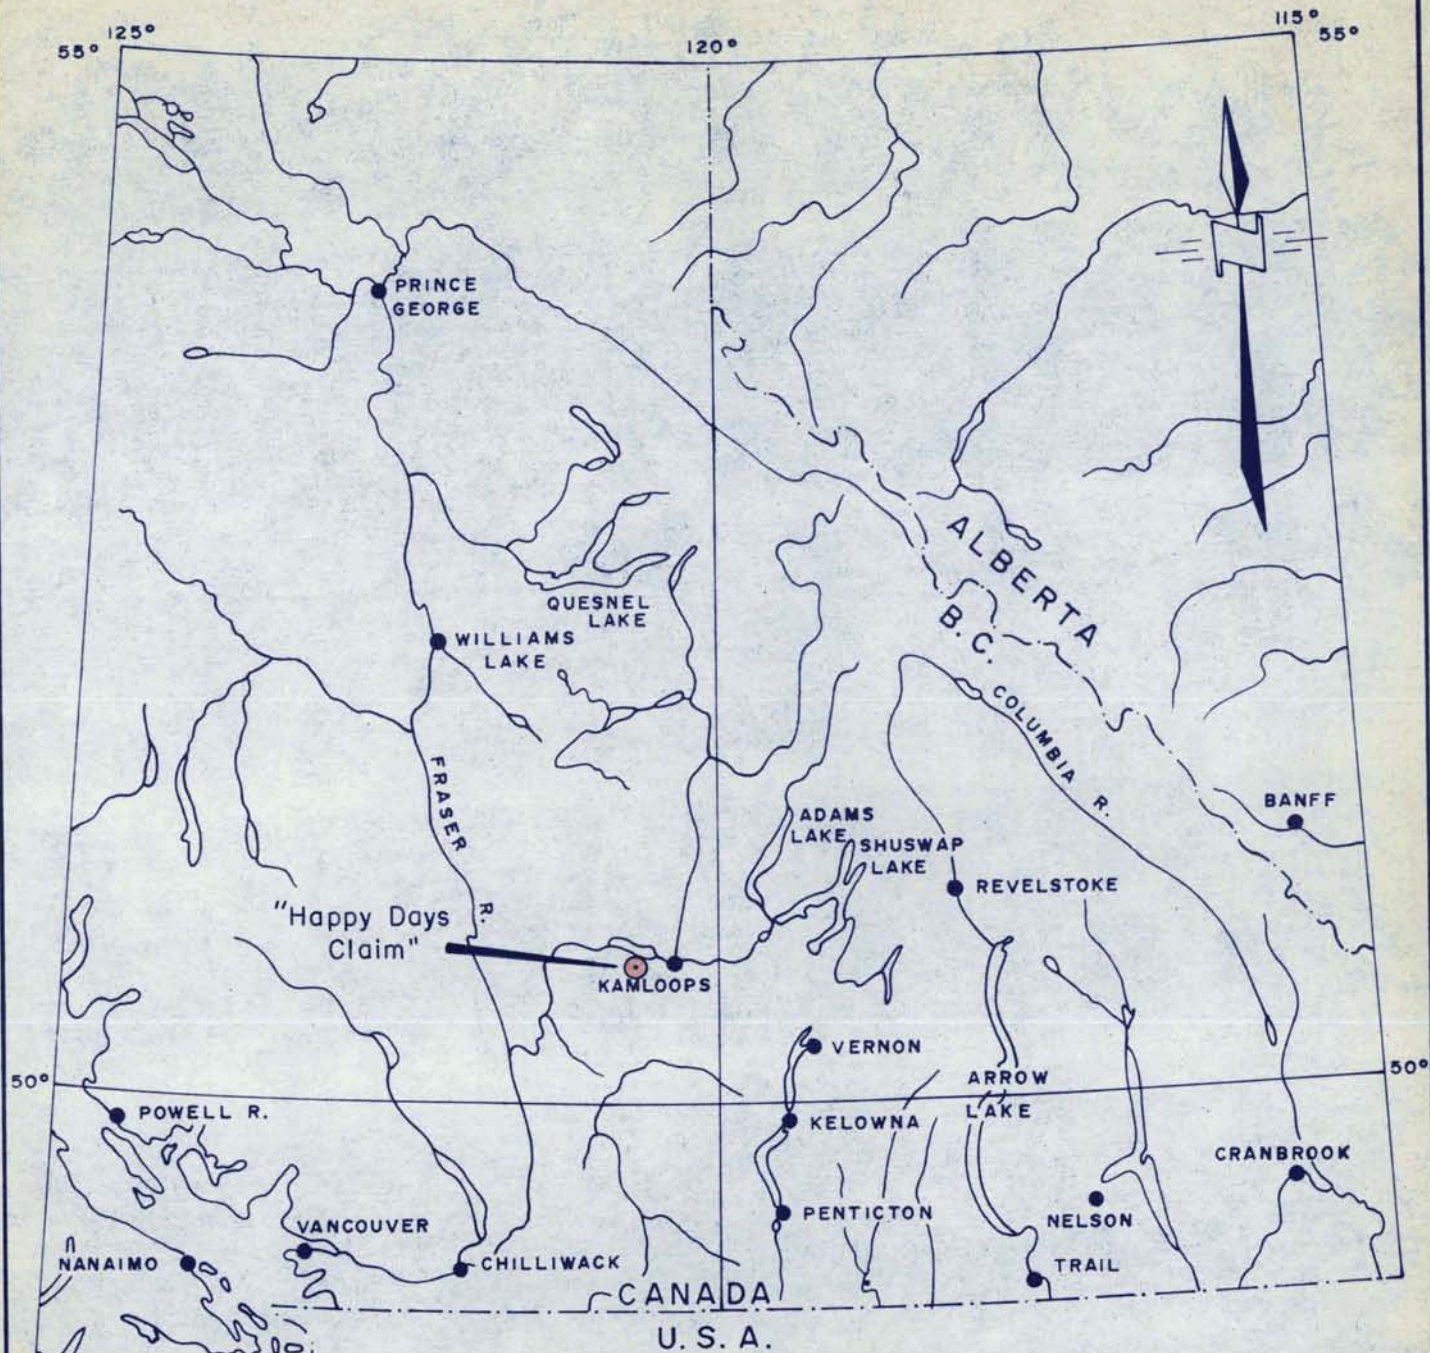 125°
115°
55°
120°
55°
PRINCE
GEORGE
ALBERTA
B.C.
QUESNEL
LAKE
WILLIAMS
LAKE
COLUMBIA R.
FRASER R.
BANFF
ADAMS
LAKE
SHUSWAP
LAKE
REVELSTOKE
"Happy Days
Claim"
KAMLOOPS
VERNON
50°
ARROW
LAKE
50°
POWELL R.
KELOWNA
CRANBROOK
PENTICTON
NELSON
VANCOUVER
NANAIMO
CHILLIWACK
TRAIL
CANADA
U.S.A.